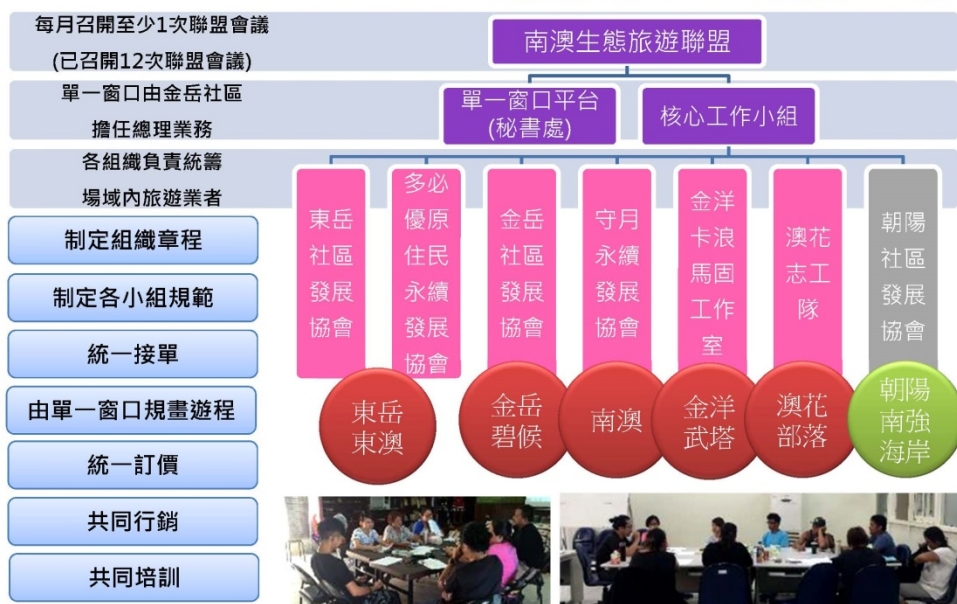 每月召開至少1次聯盟會議
(已召開12次聯盟會議)
南澳生態旅遊聯盟
單一窗口由金岳社區
擔任總理業務
單一窗口平台
(秘書處)
核心工作小組
各組織負責統籌
場域內旅遊業者
東岳
社區
發展
協會
多必
優原
住民
永續
發展
協會
金岳
社區
發展
協會
守月
永續
發展
協會
金洋
卡浪
馬固
工作
室
澳花
志工
隊
朝陽
社區
發展
協會
制定組織章程
制定各小組規範
統一接單
由單一窗口規畫遊程
統一訂價
共同行銷
共同培訓
東岳
東澳
金岳
碧候
南澳
金洋
武塔
澳花
部落
朝陽
南強
海岸